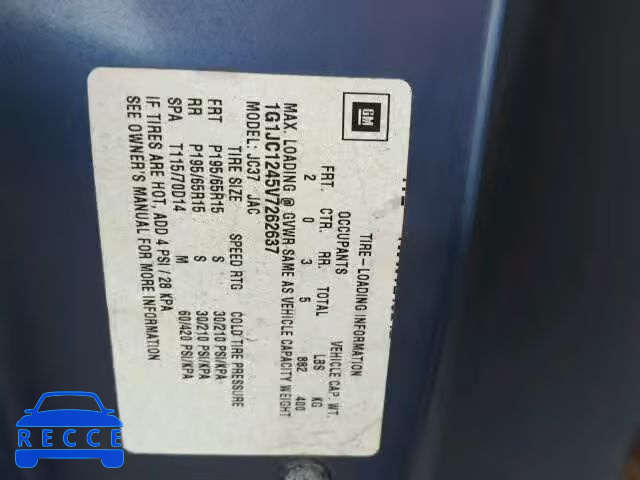 GM
TIRE-LOADING INFORMATION
OCCUPANTS VEHICLE CAP. WT.
FRT. CTR. RR. TOTAL LBS KG
2 0 3 5 882 400
MAX. LOADING @ GVWR SAME AS VEHICLE CAPACITY WEIGHT
1G1JC1245V7262637
MODEL: JC37 JAC
TIRE SIZE SPEED RTG COLD TIRE PRESSURE
FRT P195/65R15 S 30/210 PSI/KPA
RR P195/65R15 S 30/210 PSI/KPA
SPA T115/70D14 M 60/420 PSI/KPA
IF TIRES ARE HOT, ADD 4 PSI / 28 KPA
SEE OWNER'S MANUAL FOR MORE INFORMATION
RECCE